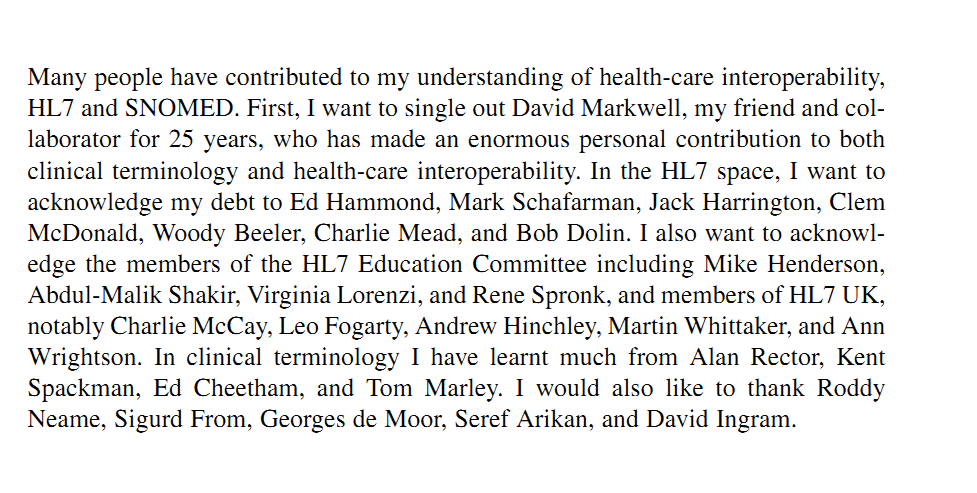 Many people have contributed to my understanding of health-care interoperability,
HL7 and SNOMED. First, I want to single out David Markwell, my friend and col-
laborator for 25 years, who has made an enormous personal contribution to both
clinical terminology and health-care interoperability. In the HL7 space, I want to
acknowledge my debt to Ed Hammond, Mark Schafarman, Jack Harrington, Clem
McDonald, Woody Beeler, Charlie Mead, and Bob Dolin. I also want to acknowl-
edge the members of the HL7 Education Committee including Mike Henderson,
Abdul-Malik Shakir, Virginia Lorenzi, and Rene Spronk, and members of HL7 UK,
notably Charlie McCay, Leo Fogarty, Andrew Hinchley, Martin Whittaker, and Ann
Wrightson. In clinical terminology I have learnt much from Alan Rector, Kent
Spackman, Ed Cheetham, and Tom Marley. I would also like to thank Roddy
Neame, Sigurd From, Georges de Moor, Seref Arikan, and David Ingram.